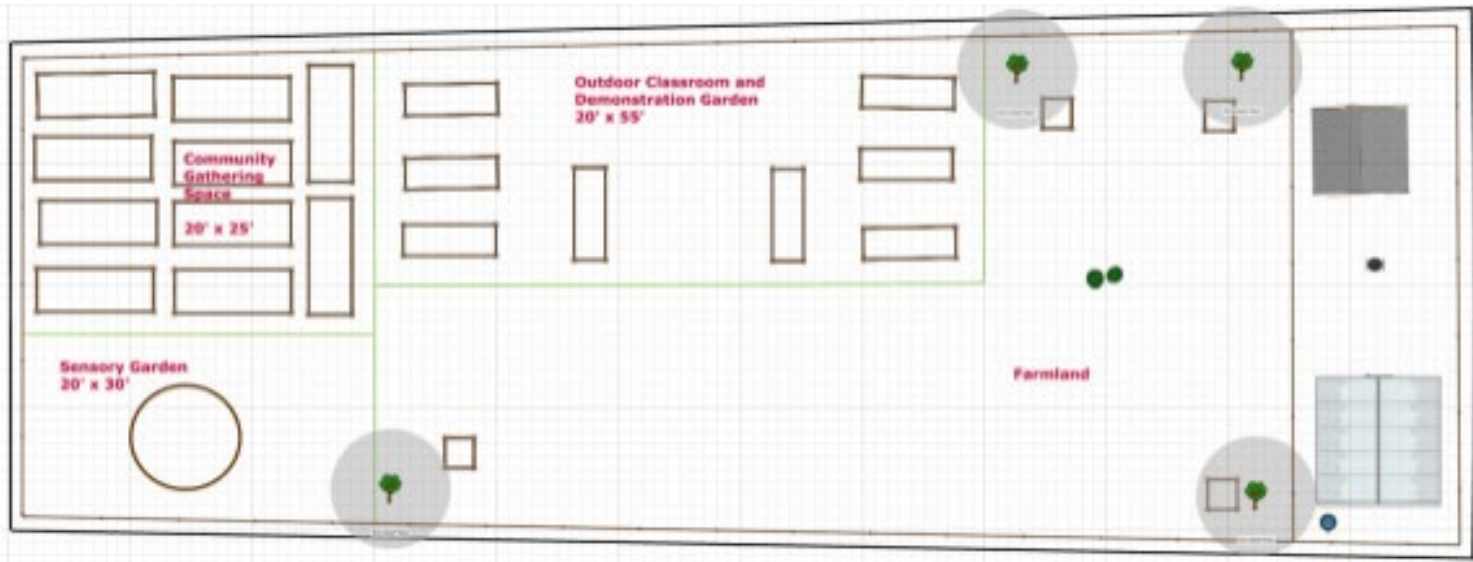 Outdoor Classroom and
Demonstration Garden
20' x 55'
Community
Gathering
Space
20' x 25'
Sensory Garden
20' x 30'
Farmland